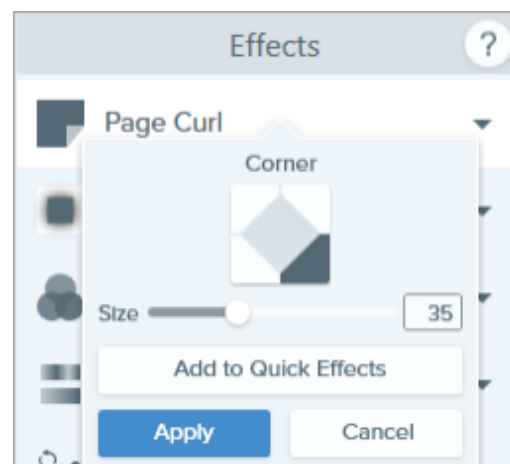 Effects ?
Page Curl
Corner
Size 35
Add to Quick Effects
Apply Cancel